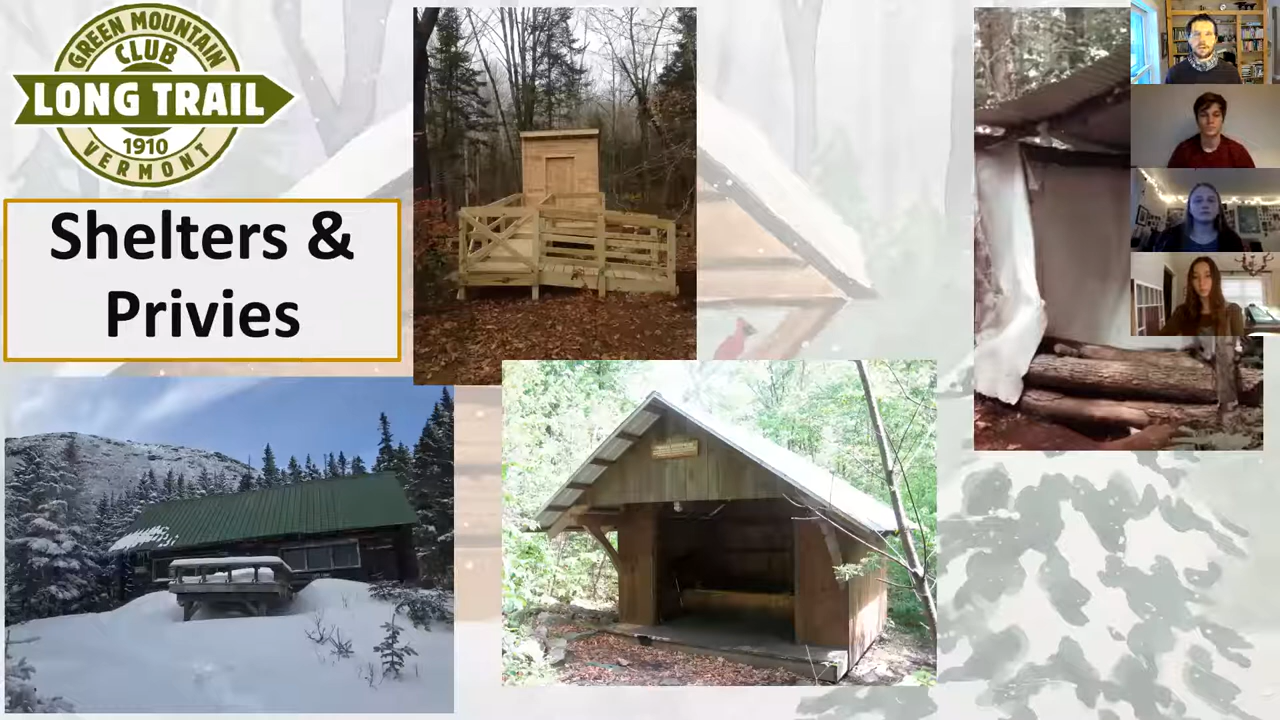 GREEN MOUNTAIN
CLUB
LONG TRAIL
1910
VERMONT
Shelters &
Privies